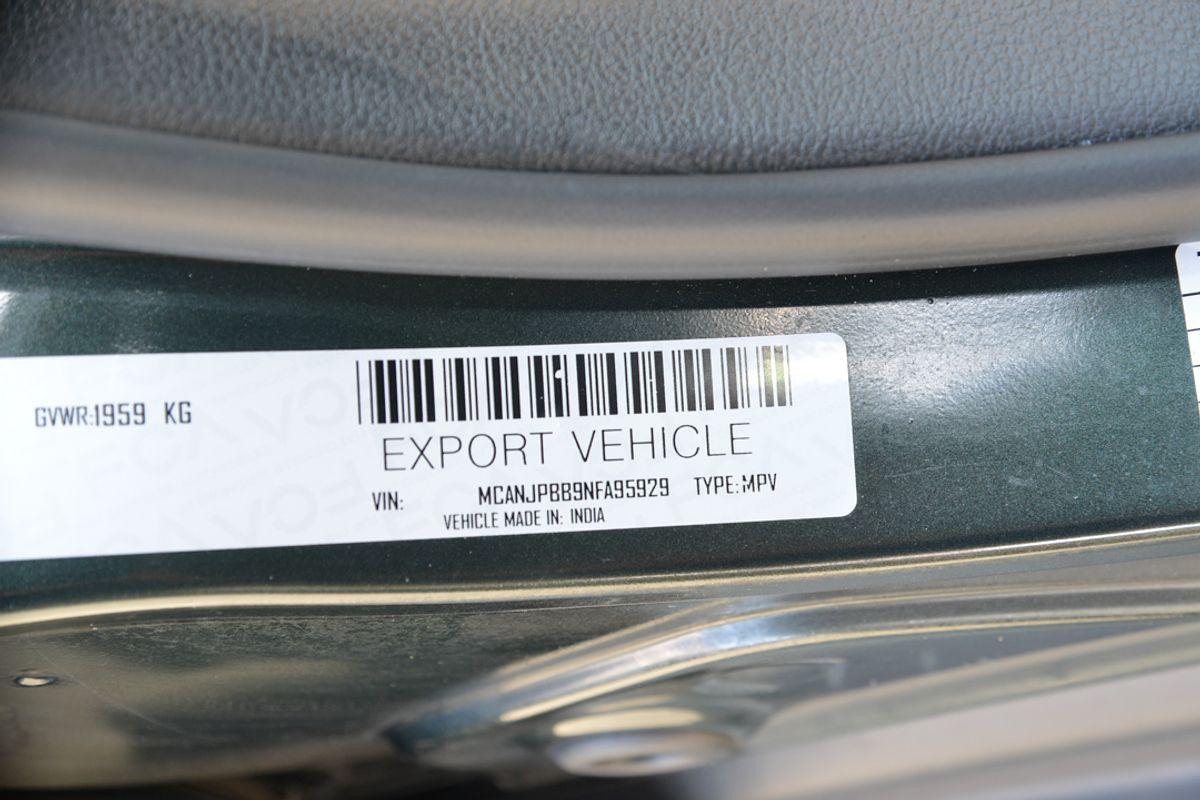 GVWR:1959 KG
EXPORT VEHICLE
VIN: MCANJPBB9NFA95929 TYPE:MPV
VEHICLE MADE IN: INDIA